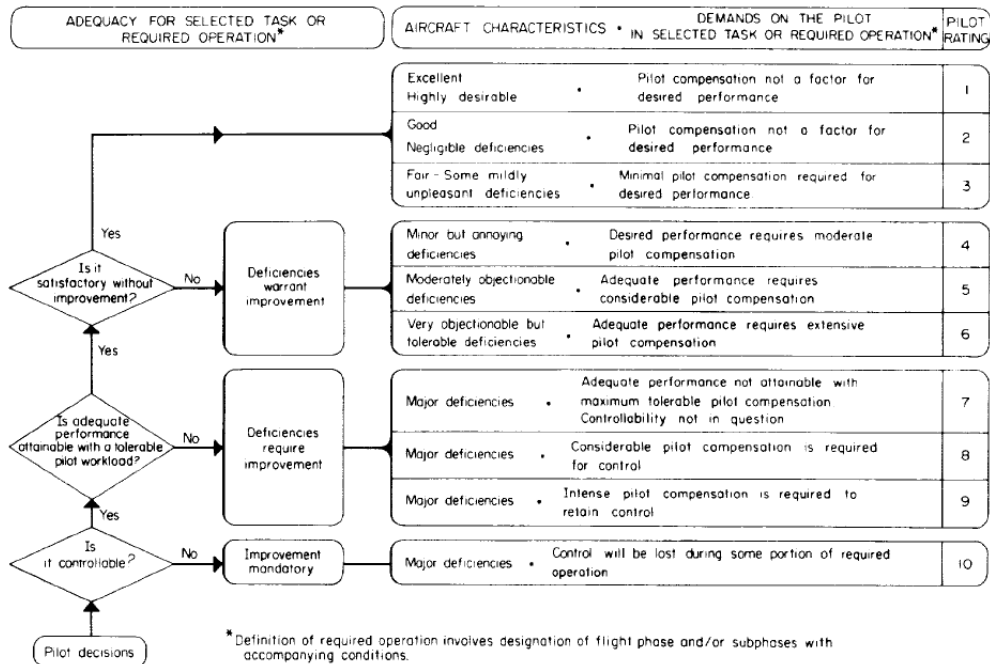 ADEQUACY FOR SELECTED TASK OR
REQUIRED OPERATION*
AIRCRAFT CHARACTERISTICS •
DEMANDS ON THE PILOT
IN SELECTED TASK OR REQUIRED OPERATION*
PILOT
RATING
Excellent
Highly desirable
•
Pilot compensation not a factor for
desired performance
1
Good
Negligible deficiencies
•
Pilot compensation not a factor for
desired performance
2
Fair - Some mildly
unpleasant deficiencies
•
Minimal pilot compensation required for
desired performance
3
Yes
Is it
satisfactory without
improvement?
No
Deficiencies
warrant
improvement
Minor but annoying
deficiencies
•
Desired performance requires moderate
pilot compensation
4
Moderately objectionable
deficiencies
•
Adequate performance requires
considerable pilot compensation
5
Very objectionable but
tolerable deficiencies
•
Adequate performance requires extensive
pilot compensation
6
Yes
Is adequate
performance
attainable with a tolerable
pilot workload?
No
Deficiencies
require
improvement
Major deficiencies
•
Adequate performance not attainable with
maximum tolerable pilot compensation
Controllability not in question
7
Major deficiencies
•
Considerable pilot compensation is required
for control
8
Major deficiencies
•
Intense pilot compensation is required to
retain control
9
Yes
Is
it controllable?
No
Improvement
mandatory
Major deficiencies
•
Control will be lost during some portion of required
operation
10
Pilot decisions
*Definition of required operation involves designation of flight phase and/or subphases with
accompanying conditions.